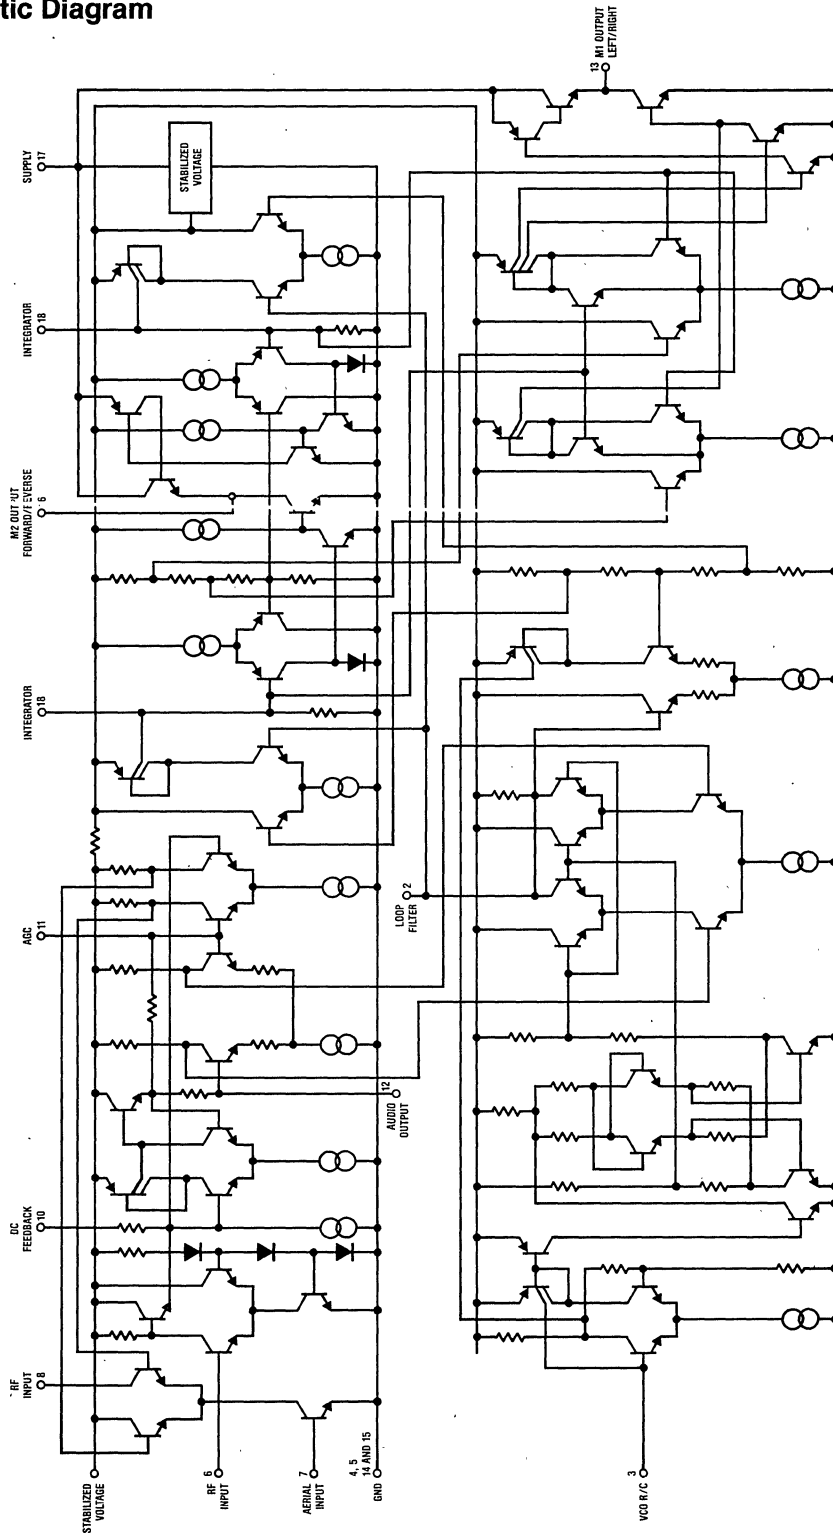 tic Diagram
13 M1 OUTPUT
LEFT/RIGHT
SUPPLY
17
STABILIZED
VOLTAGE
INTEGRATOR
18
M2 OUT
FORWARD/
6
INTEGRATOR
18
AGC
11
LOOP
FILTER
2
AUDIO
OUTPUT
12
DC
FEEDBACK
10
RF
INPUT
8
STABILIZED
VOLTAGE
RF
INPUT
6
AERIAL
INPUT
7
4, 5
14 AND 15
GND
VCO R/C
3